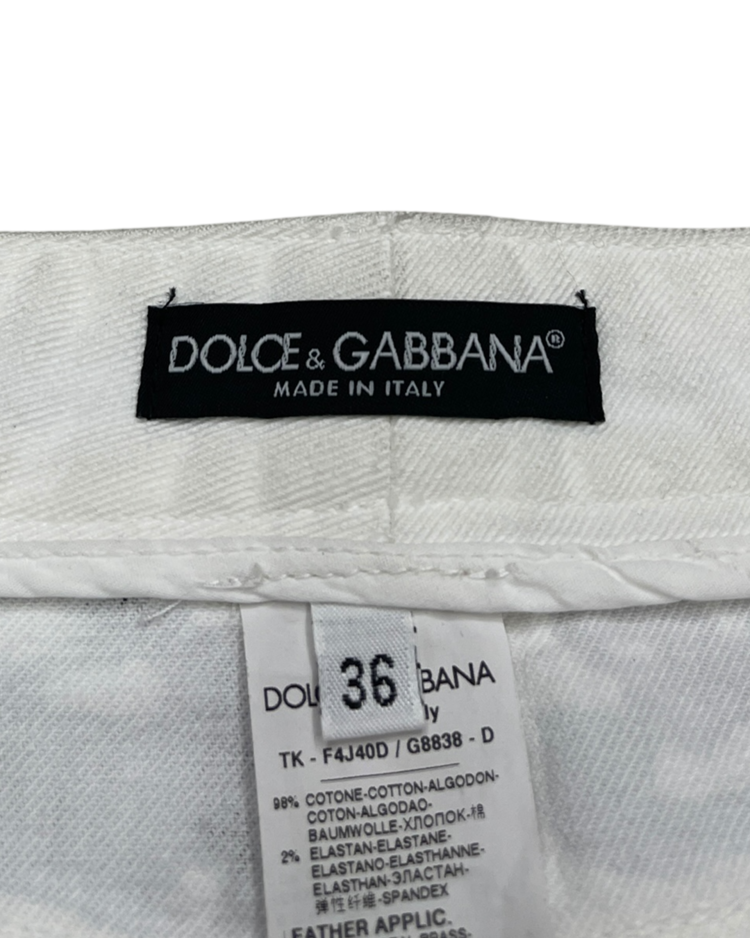 DOLCE & GABBANA®
MADE IN ITALY
36
DOL BANA
ly
TK - F4J40D / G8838 - D
98% COTONE-COTTON-ALGODON-
COTON-ALGODAO-
BAUMWOLLE-ХЛОПОК-棉
2% ELASTAN-ELASTANE-
ELASTANO-ELASTHANNE-
ELASTHAN-ЭЛАСТАН-
弹性纤维-SPANDEX
EATHER APPLIC.